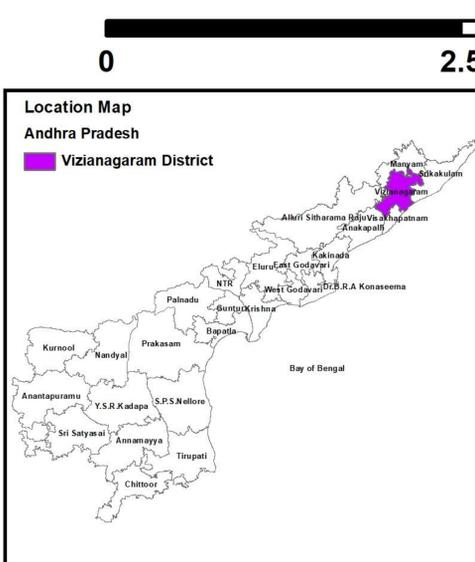 0 2.5
Location Map
Andhra Pradesh
Vizianagaram District
Manyam
Srikakulam
Vizianagaram
Alluri Sitharama Raju
Visakhapatnam
Anakapalli
Kakinada
Eluru
East Godavari
NTR
West Godavari
Dr.B.R.A Konaseema
Palnadu
Guntur
Krishna
Bapatla
Prakasam
Kurnool
Nandyal
Bay of Bengal
Anantapuramu
Y.S.R.Kadapa
S.P.S.Nellore
Sri Satyasai
Annamayya
Tirupati
Chittoor